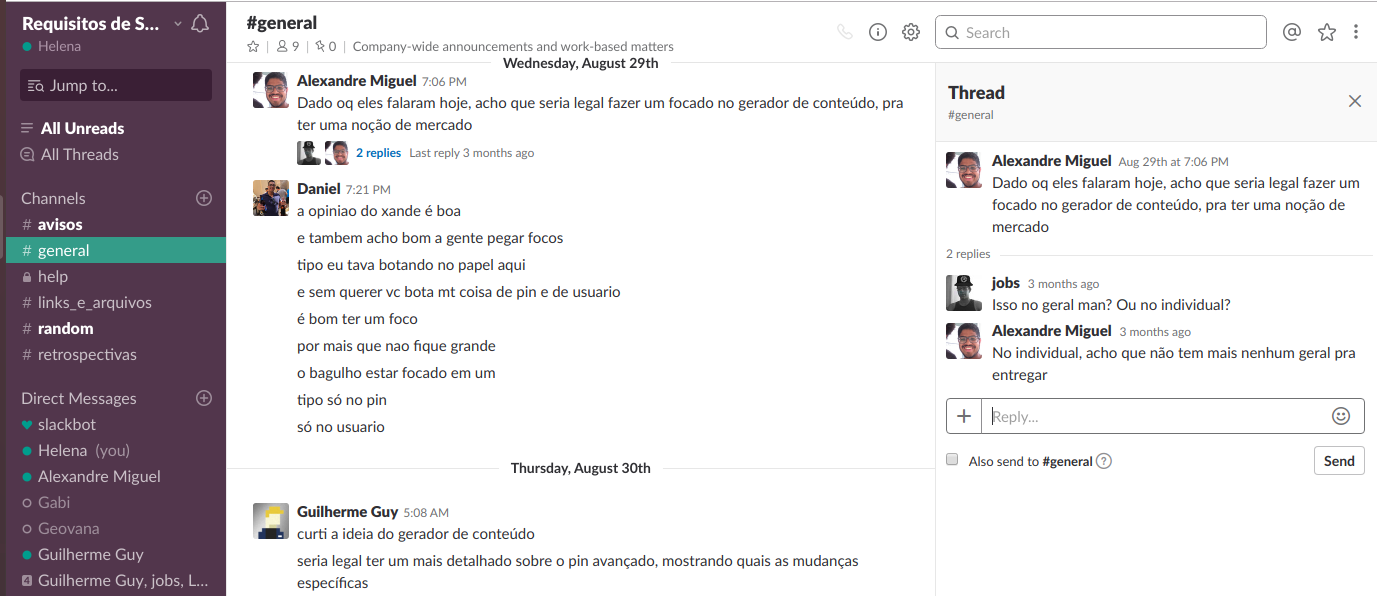 Requisitos de S...
Helena
Jump to...
All Unreads
All Threads
Channels
# avisos
# general
help
# links_e_arquivos
# random
# retrospectivas
Direct Messages
slackbot
Helena (you)
Alexandre Miguel
Gabi
Geovana
Guilherme Guy
4 Guilherme Guy, jobs, L...
#general
9 | 0 | Company-wide announcements and work-based matters
Search
Wednesday, August 29th
Alexandre Miguel 7:06 PM
Dado oq eles falaram hoje, acho que seria legal fazer um focado no gerador de conteúdo, pra
ter uma noção de mercado
2 replies Last reply 3 months ago
Daniel 7:21 PM
a opiniao do xande é boa
e tambem acho bom a gente pegar focos
tipo eu tava botando no papel aqui
e sem querer vc bota mt coisa de pin e de usuario
é bom ter um foco
por mais que nao fique grande
o bagulho estar focado em um
tipo só no pin
só no usuario
Thursday, August 30th
Guilherme Guy 5:08 AM
curti a ideia do gerador de conteúdo
seria legal ter um mais detalhado sobre o pin avançado, mostrando quais as mudanças
específicas
Thread
#general
Alexandre Miguel Aug 29th at 7:06 PM
Dado oq eles falaram hoje, acho que seria legal fazer um
focado no gerador de conteúdo, pra ter uma noção de
mercado
2 replies
jobs 3 months ago
Isso no geral man? Ou no individual?
Alexandre Miguel 3 months ago
No individual, acho que não tem mais nenhum geral pra
entregar
Reply...
Also send to #general ?
Send